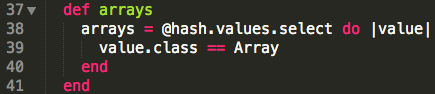 37 def arrays
38 arrays = @hash.values.select do |value|
39 value.class == Array
40 end
41 end